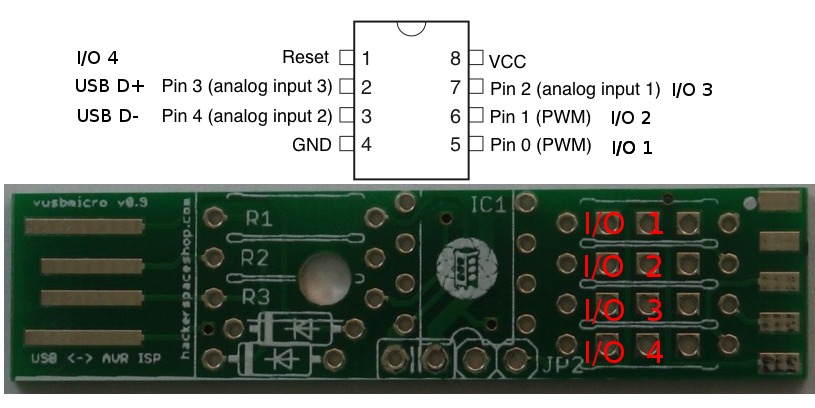 I/O 4 Reset 1 8 VCC
USB D+ Pin 3 (analog input 3) 2 7 Pin 2 (analog input 1) I/O 3
USB D- Pin 4 (analog input 2) 3 6 Pin 1 (PWM) I/O 2
GND 4 5 Pin 0 (PWM) I/O 1
vusbmicro v0.9
hackerspaceshop.com
R1
IC1
I/O 1
R2
I/O 2
R3
I/O 3
USB <-> AVR ISP
JP2
I/O 4